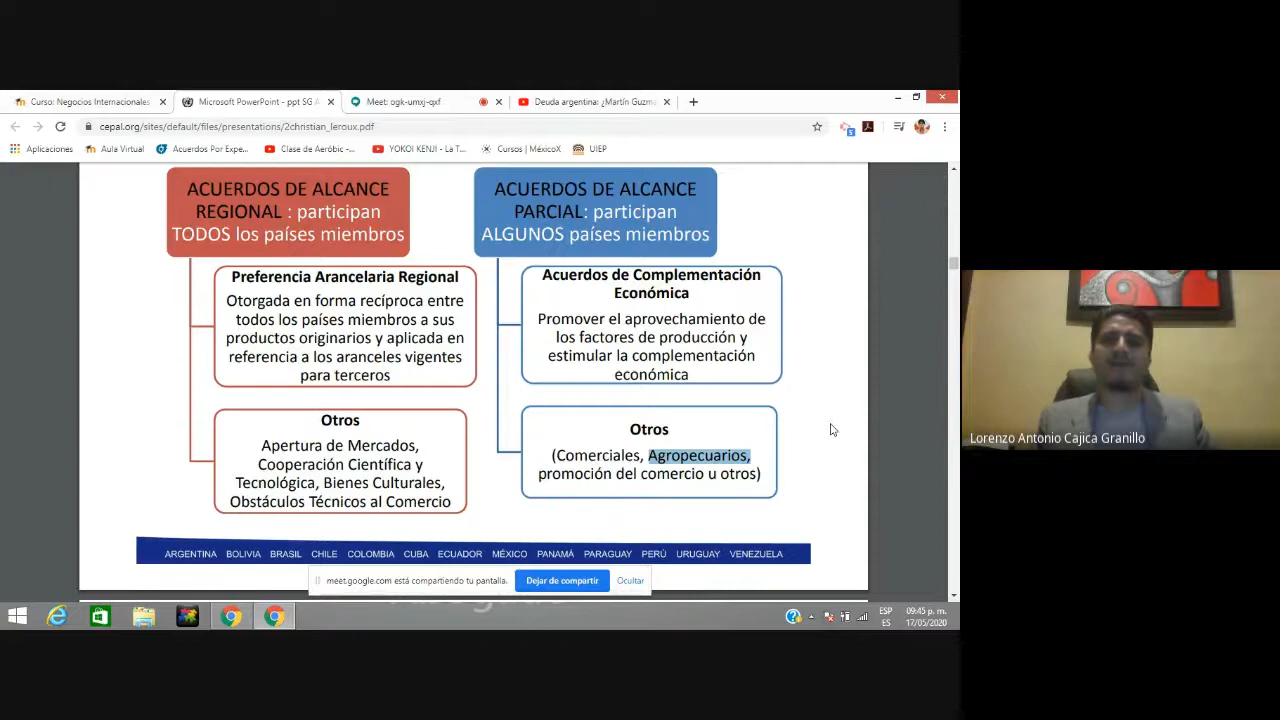 Curso: Negocios Internacionales
Microsoft PowerPoint - ppt SG A
Meet: ogk-umxj-qxf
Deuda argentina: ¿Martín Guzma
cepal.org/sites/default/files/presentations/2christian_leroux.pdf
5
Aplicaciones
Aula Virtual
Acuerdos Por Expe...
Clase de Aeróbic -...
YOKOI KENJI - La T...
Cursos | MéxicoX
UIEP
ACUERDOS DE ALCANCE
REGIONAL : participan
TODOS los países miembros
Preferencia Arancelaria Regional
Otorgada en forma recíproca entre
todos los países miembros a sus
productos originarios y aplicada en
referencia a los aranceles vigentes
para terceros
Otros
Apertura de Mercados,
Cooperación Científica y
Tecnológica, Bienes Culturales,
Obstáculos Técnicos al Comercio
ACUERDOS DE ALCANCE
PARCIAL: participan
ALGUNOS países miembros
Acuerdos de Complementación
Económica
Promover el aprovechamiento de
los factores de producción y
estimular la complementación
económica
Otros
(Comerciales, Agropecuarios,
promoción del comercio u otros)
ARGENTINA BOLIVIA BRASIL CHILE COLOMBIA CUBA ECUADOR MÉXICO PANAMÁ PARAGUAY PERÚ URUGUAY VENEZUELA
meet.google.com está compartiendo tu pantalla.
Dejar de compartir
Ocultar
ESP
ES
09:45 p. m.
17/05/2020
Lorenzo Antonio Cajica Granillo